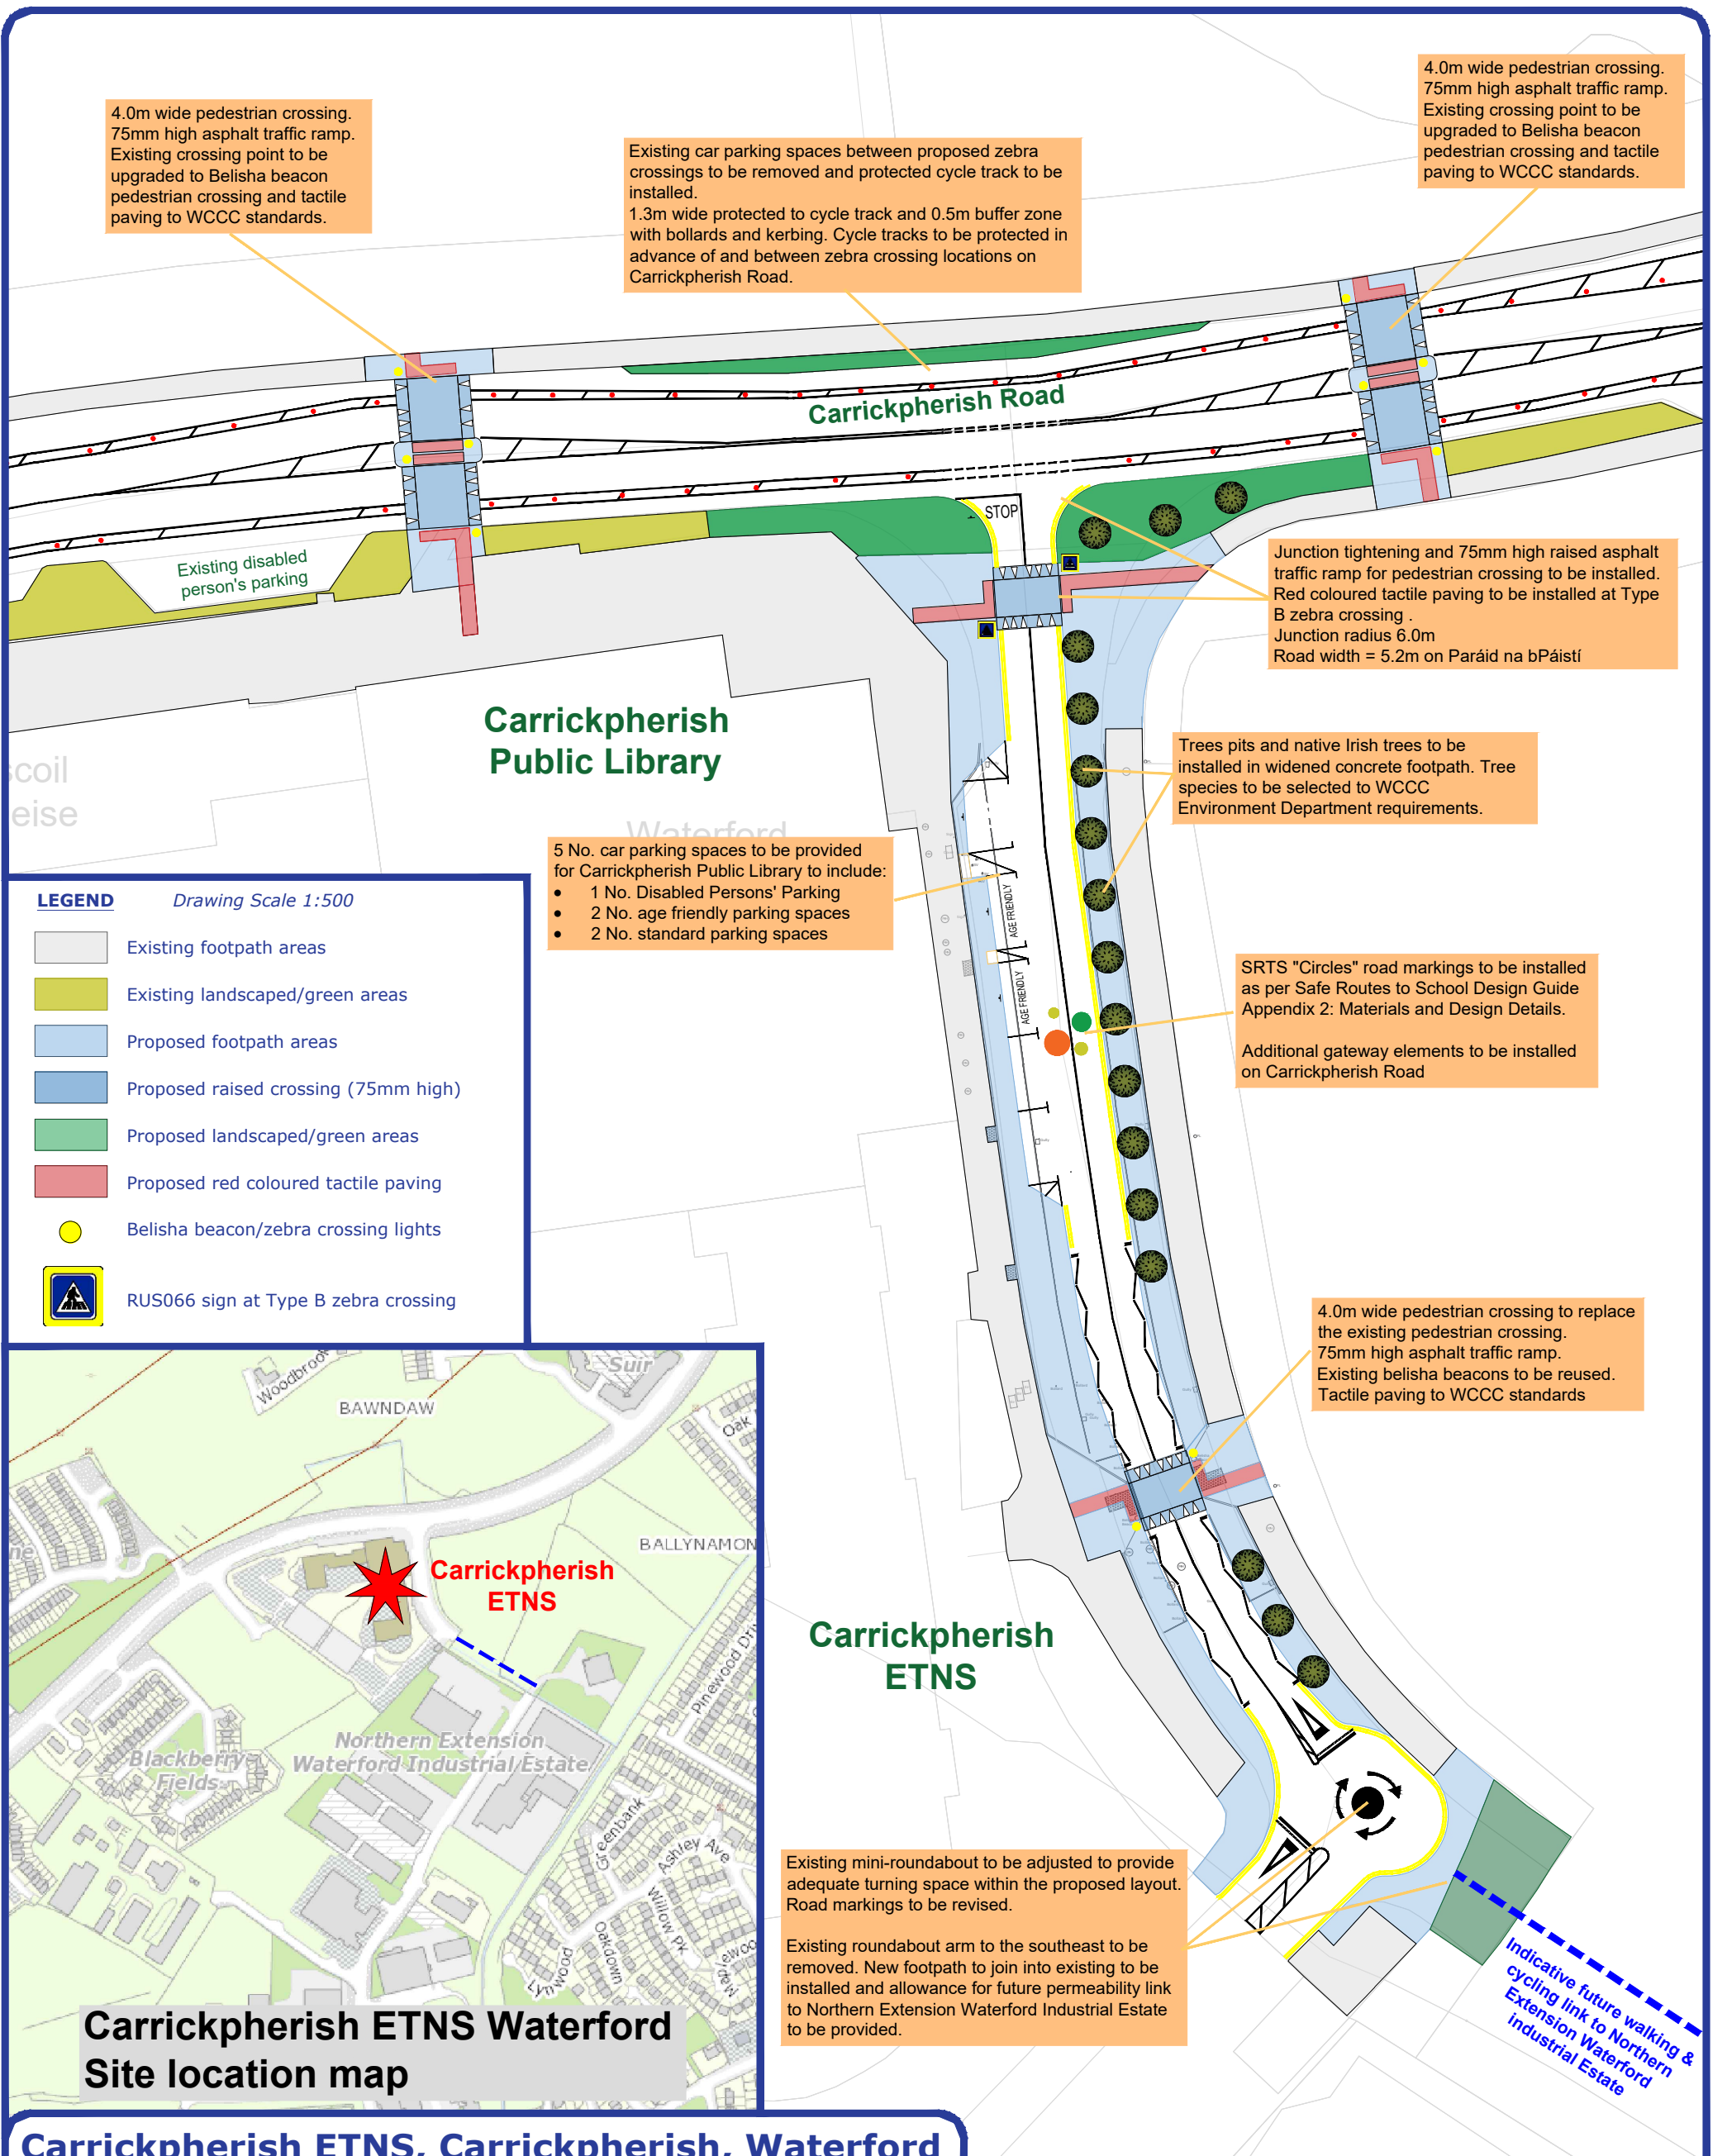 4.0m wide pedestrian crossing.
75mm high asphalt traffic ramp.
Existing crossing point to be
upgraded to Belisha beacon
pedestrian crossing and tactile
paving to WCCC standards.
Existing car parking spaces between proposed zebra
crossings to be removed and protected cycle track to be
installed.
1.3m wide protected to cycle track and 0.5m buffer zone
with bollards and kerbing. Cycle tracks to be protected in
advance of and between zebra crossing locations on
Carrickpherish Road.
4.0m wide pedestrian crossing.
75mm high asphalt traffic ramp.
Existing crossing point to be
upgraded to Belisha beacon
pedestrian crossing and tactile
paving to WCCC standards.
Carrickpherish Road
STOP
Existing disabled
person's parking
Junction tightening and 75mm high raised asphalt
traffic ramp for pedestrian crossing to be installed.
Red coloured tactile paving to be installed at Type
B zebra crossing .
Junction radius 6.0m
Road width = 5.2m on Paráid na bPáistí
Carrickpherish
Public Library
scoil
eise
Waterford
Trees pits and native Irish trees to be
installed in widened concrete footpath. Tree
species to be selected to WCCC
Environment Department requirements.
5 No. car parking spaces to be provided
for Carrickpherish Public Library to include:
• 1 No. Disabled Persons' Parking
• 2 No. age friendly parking spaces
• 2 No. standard parking spaces
AGE FRIENDLY
AGE FRIENDLY
SRTS "Circles" road markings to be installed
as per Safe Routes to School Design Guide
Appendix 2: Materials and Design Details.
Additional gateway elements to be installed
on Carrickpherish Road
LEGEND Drawing Scale 1:500
Existing footpath areas
Existing landscaped/green areas
Proposed footpath areas
Proposed raised crossing (75mm high)
Proposed landscaped/green areas
Proposed red coloured tactile paving
Belisha beacon/zebra crossing lights
RUS066 sign at Type B zebra crossing
4.0m wide pedestrian crossing to replace
the existing pedestrian crossing.
75mm high asphalt traffic ramp.
Existing belisha beacons to be reused.
Tactile paving to WCCC standards
Carrickpherish
ETNS
Existing mini-roundabout to be adjusted to provide
adequate turning space within the proposed layout.
Road markings to be revised.
Existing roundabout arm to the southeast to be
removed. New footpath to join into existing to be
installed and allowance for future permeability link
to Northern Extension Waterford Industrial Estate
to be provided.
Indicative future walking &
cycling link to Northern
Extension Waterford
Industrial Estate
Woodbrook
Suir
BAWNDAW
Oak
ne
BALLYNAMON
Carrickpherish
ETNS
Pinewood Driv
Northern Extension
Waterford Industrial Estate
Blackberry
Fields
Greenbank
Ashley Ave
Willow Pk
Oakdown
Lynwood
Maple
ewoo
Carrickpherish ETNS Waterford
Site location map
Carrickpherish ETNS, Carrickpherish, Waterford